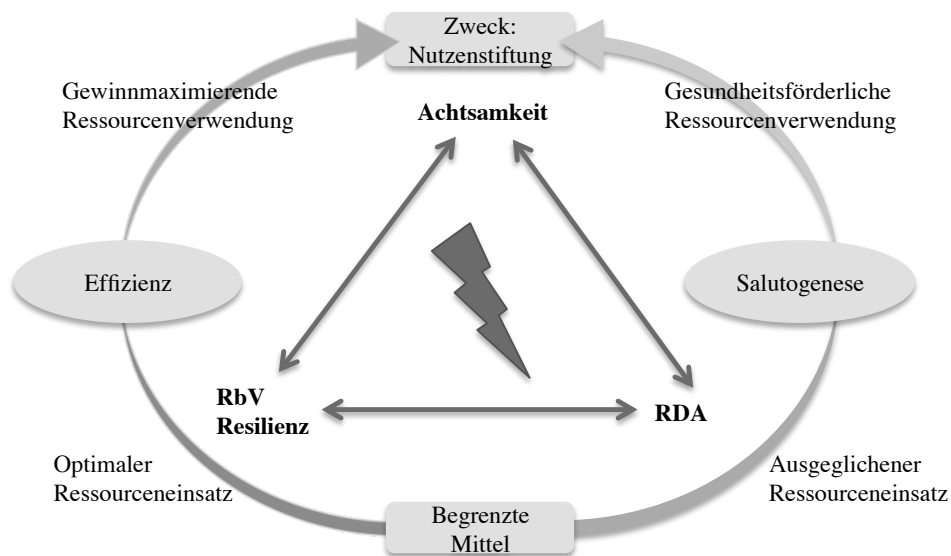 Zweck:
Nutzenstiftung
Gewinnmaximierende
Ressourcenverwendung
Gesundheitsförderliche
Ressourcenverwendung
Achtsamkeit
Effizienz
Salutogenese
RbV
Resilienz
RDA
Optimaler
Ressourceneinsatz
Ausgeglichener
Ressourceneinsatz
Begrenzte
Mittel